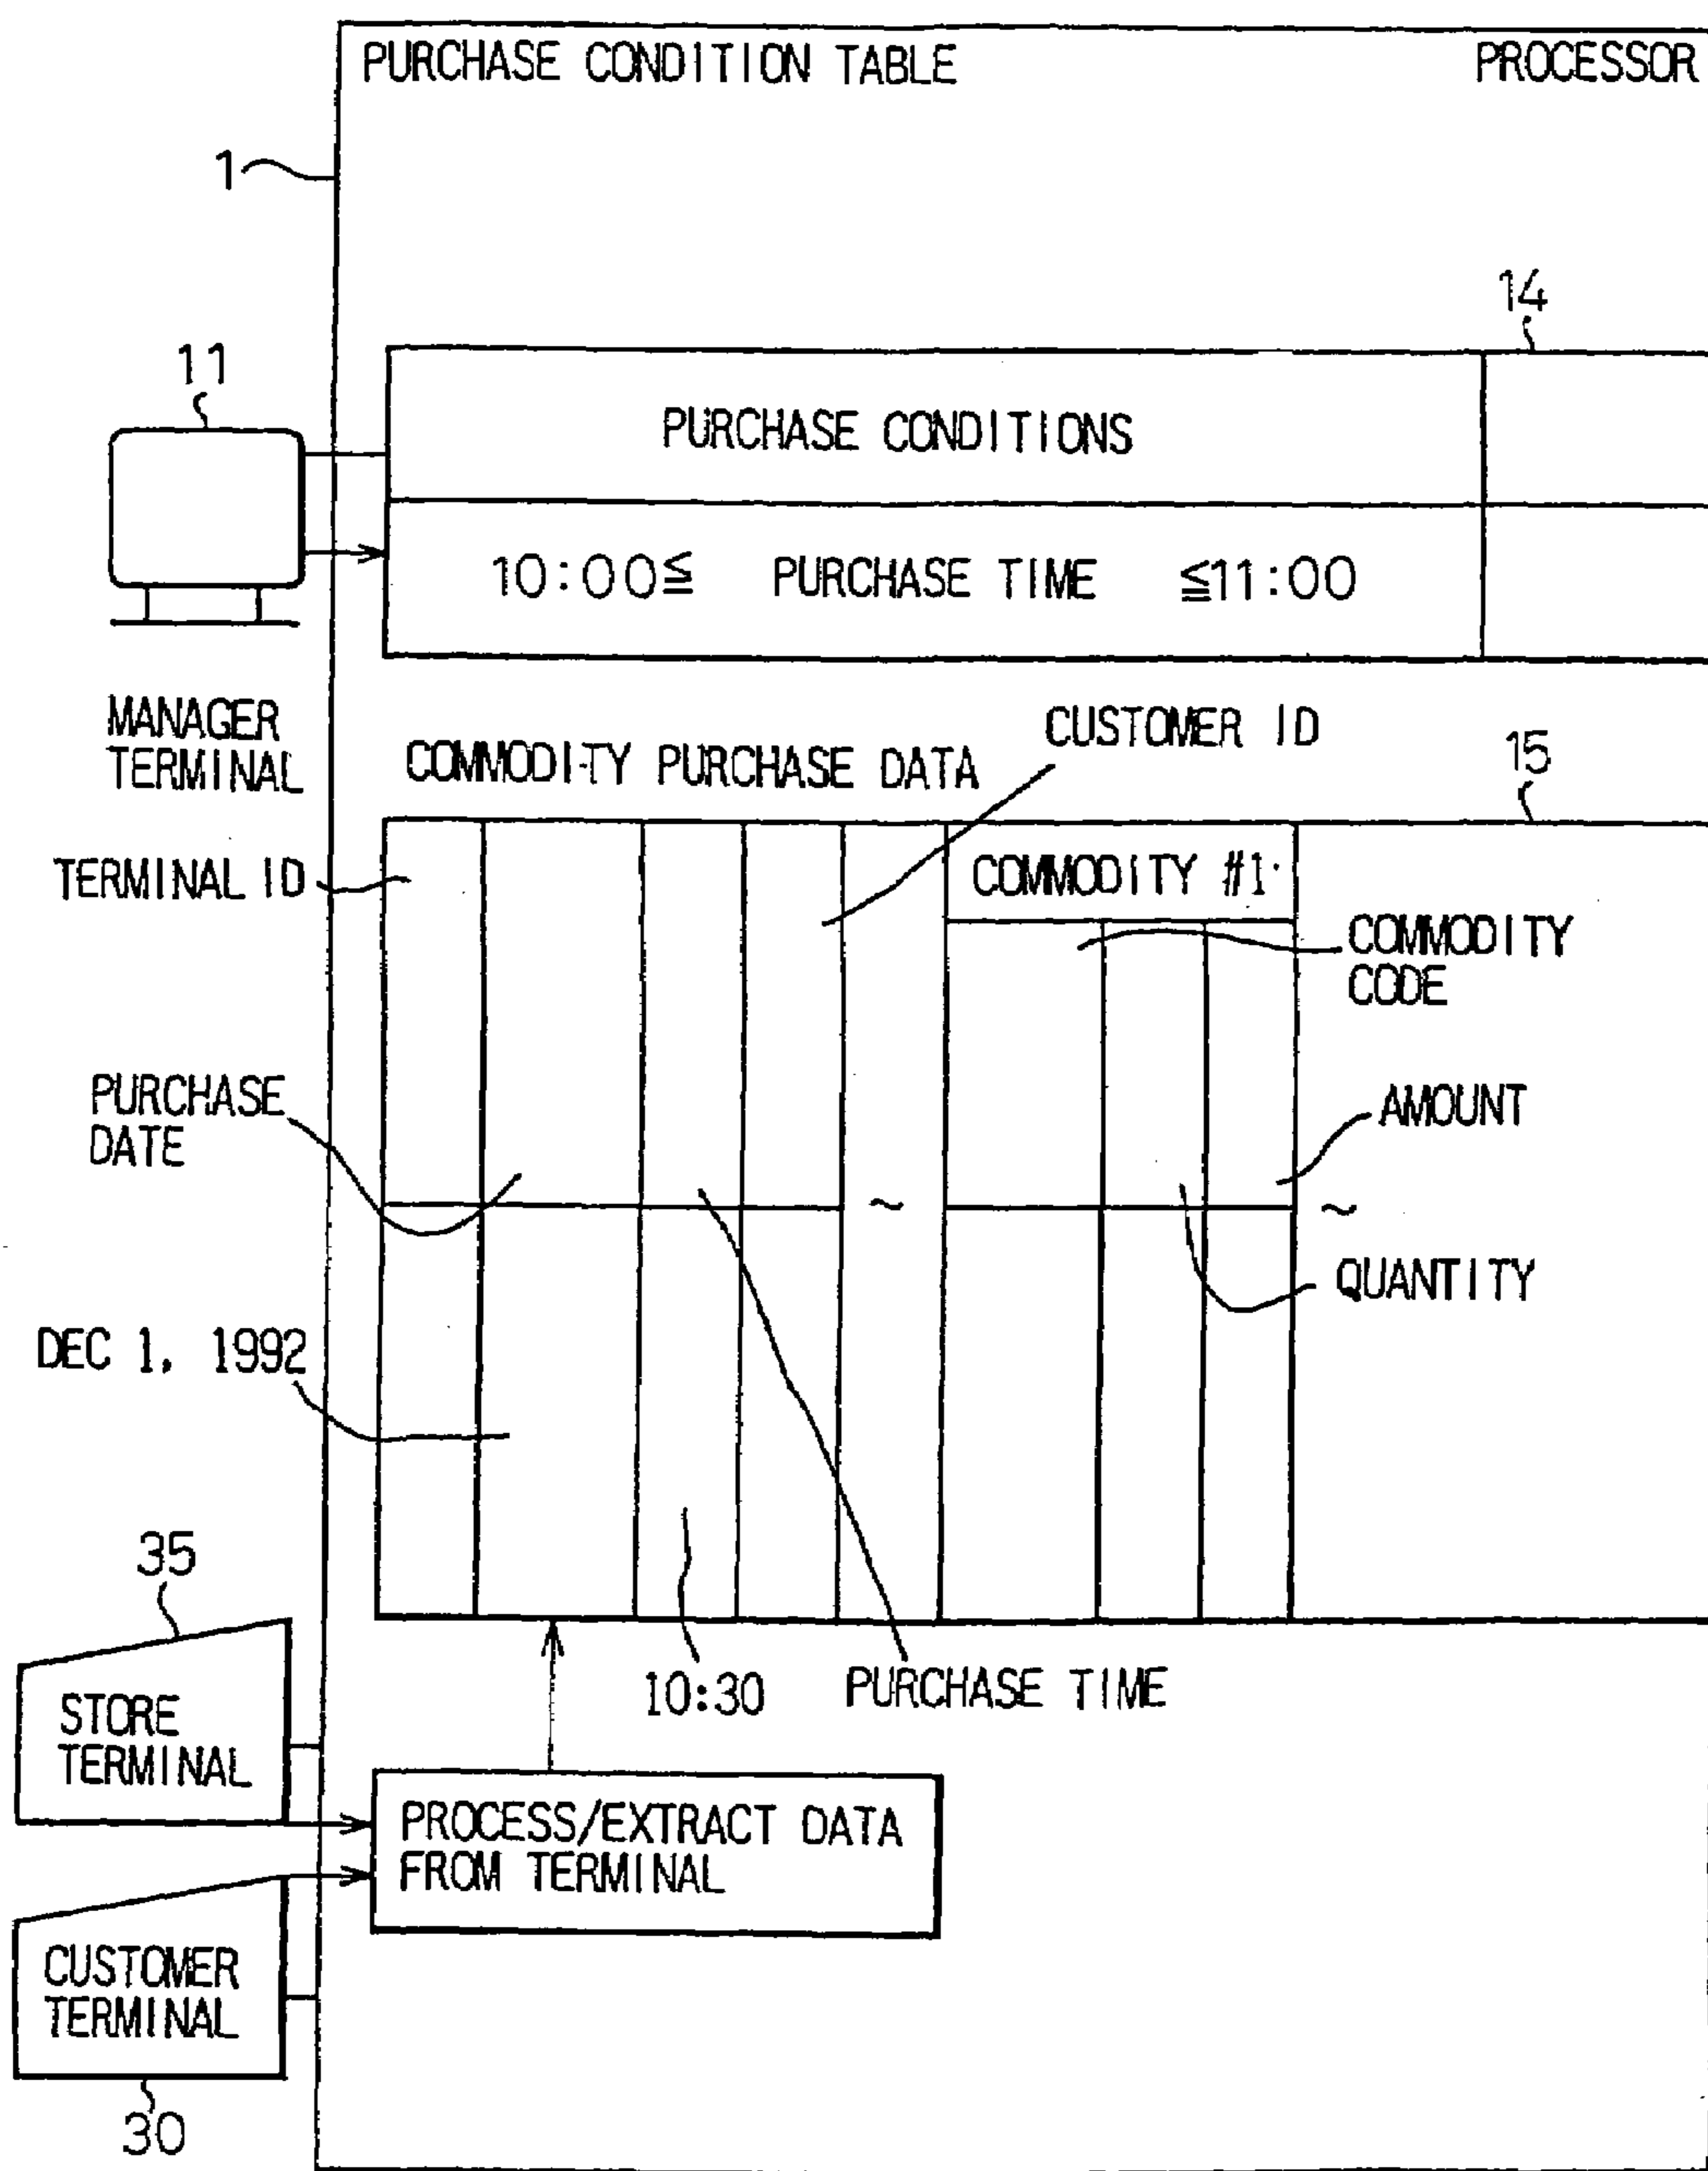 PURCHASE CONDITION TABLE
PROCESSOR
1
14
11
PURCHASE CONDITIONS
10:00≦ PURCHASE TIME ≦11:00
MANAGER
TERMINAL
CUSTOMER ID
COMMODITY PURCHASE DATA
15
TERMINAL ID
COMMODITY #1
COMMODITY
CODE
PURCHASE
DATE
AMOUNT
~
~
QUANTITY
DEC 1, 1992
35
10:30
PURCHASE TIME
STORE
TERMINAL
PROCESS/EXTRACT DATA
FROM TERMINAL
CUSTOMER
TERMINAL
30